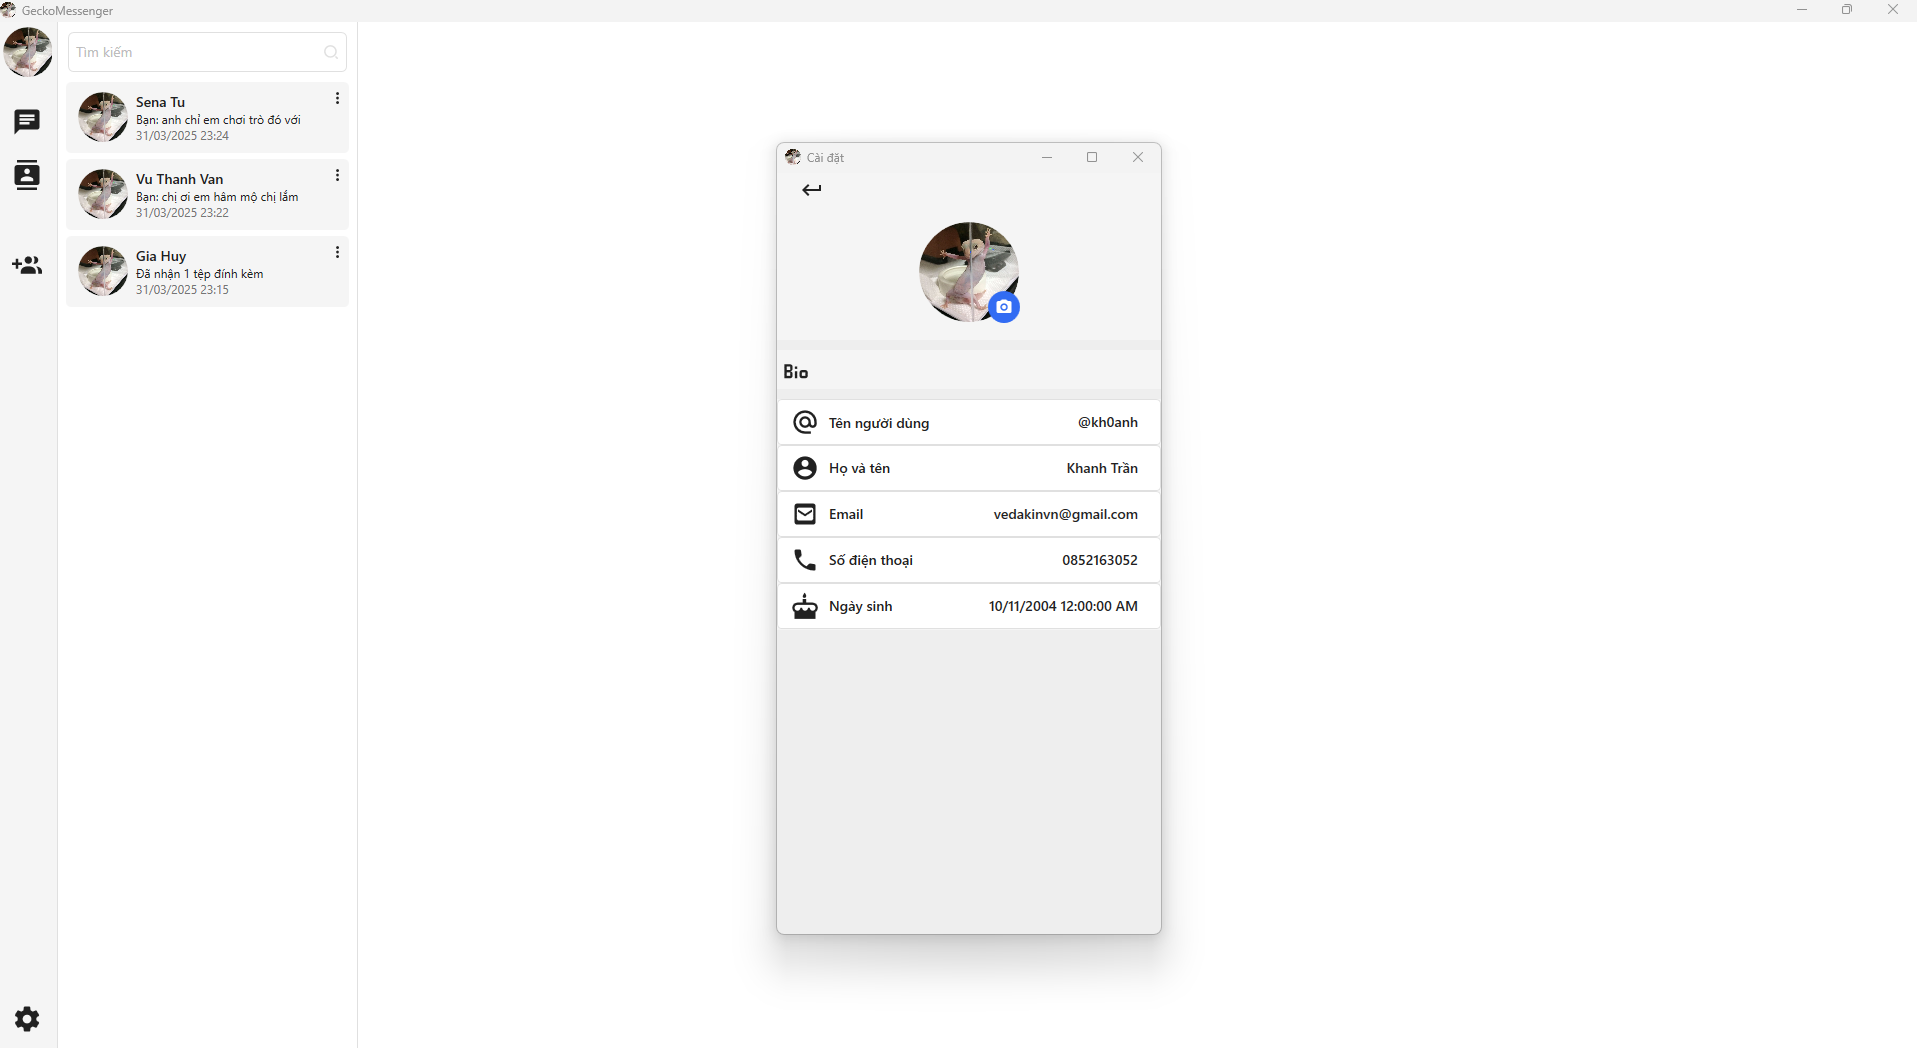 GeckoMessenger
Tìm kiếm
Sena Tu
Bạn: anh chỉ em chơi trò đó với
31/03/2025 23:24
Vu Thanh Van
Bạn: chị ơi em hâm mộ chị lắm
31/03/2025 23:22
Gia Huy
Đã nhận 1 tệp đính kèm
31/03/2025 23:15
Cài đặt
Bio
Tên người dùng @kh0anh
Họ và tên Khanh Trần
Email vedakinvn@gmail.com
Số điện thoại 0852163052
Ngày sinh 10/11/2004 12:00:00 AM